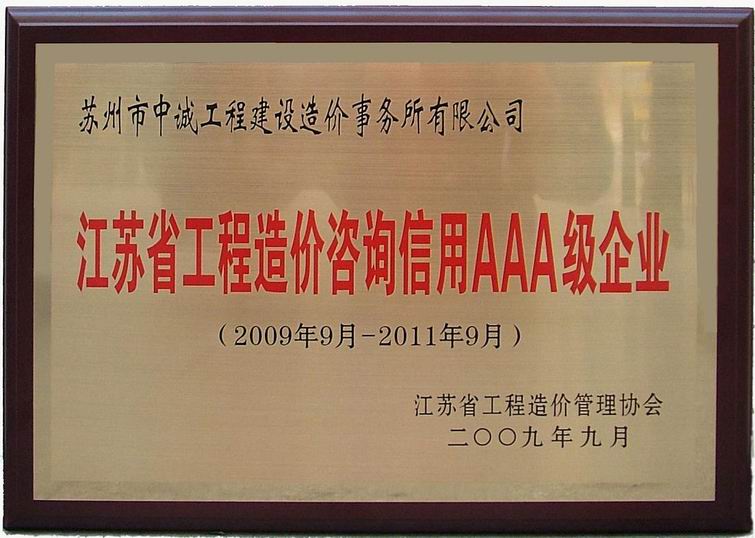 苏州市中诚工程建设造价事务所有限公司
江苏省工程造价咨询信用AAA级企业
（2009年9月-2011年9月）
江苏省工程造价管理协会
二〇〇九年九月